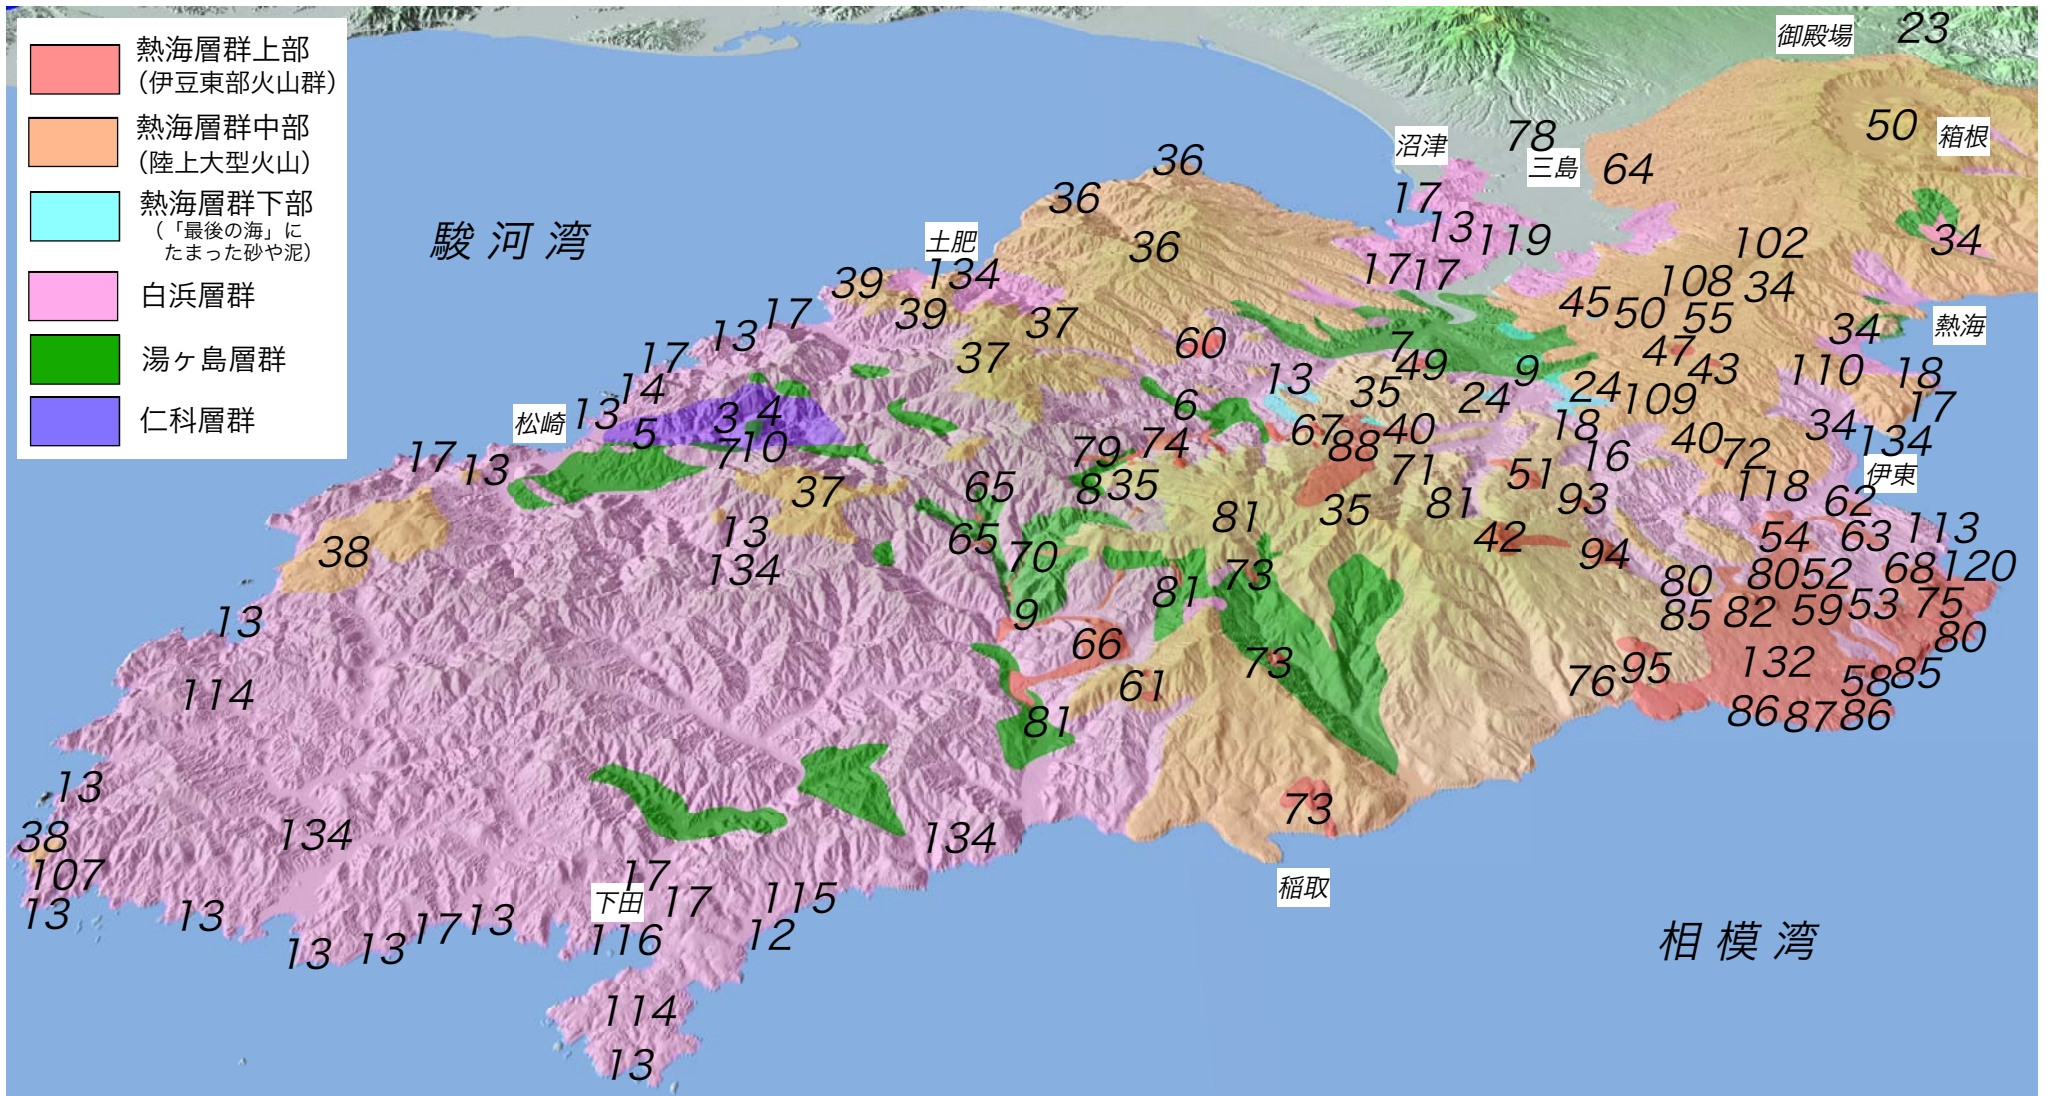 熱海層群上部
（伊豆東部火山群）
熱海層群中部
（陸上大型火山）
熱海層群下部
（「最後の海」に
たまった砂や泥）
白浜層群
湯ヶ島層群
仁科層群
御殿場 23
50 箱根
沼津 78
三島 64
36
36
36
17
13 119
17 17
駿河湾
土肥
134
39
39
37
37
102
34
108 34
45 50 55
熱海
34
17
13
17
14
13
松崎
60
7
49
9
47 43
110 18
17
13
35
24
24 109
3 4
5
7 10
6
67 88 40
18
16
40 72
34 134
伊東
17 13
79 74
8 35
71
51
118
62
37
65
65
81
35
81
93
54 63 113
38
13
134
70
73
42
94
80 80 52 68 120
81
9
85 82 59 53 75
80
13
66
73
76 95
132
58 85
114
61
81
86 87 86
13
38
107
13
134
134
73
17
下田 17
115
稲取
13
13 13 17 13
116
12
相模湾
114
13